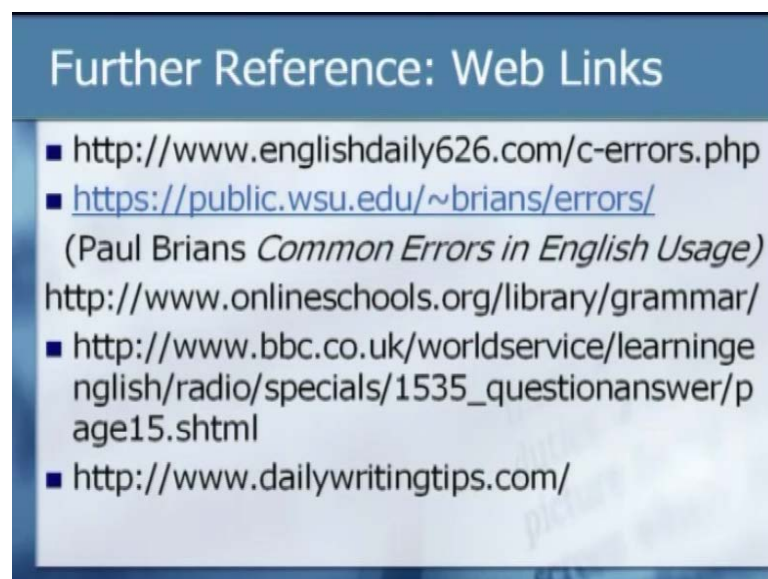 Further Reference: Web Links
■ http://www.englishdaily626.com/c-errors.php
■ https://public.wsu.edu/~brians/errors/
(Paul Brians Common Errors in English Usage)
http://www.onlineschools.org/library/grammar/
■ http://www.bbc.co.uk/worldservice/learninge
nglish/radio/specials/1535_questionanswer/p
age15.shtml
■ http://www.dailywritingtips.com/